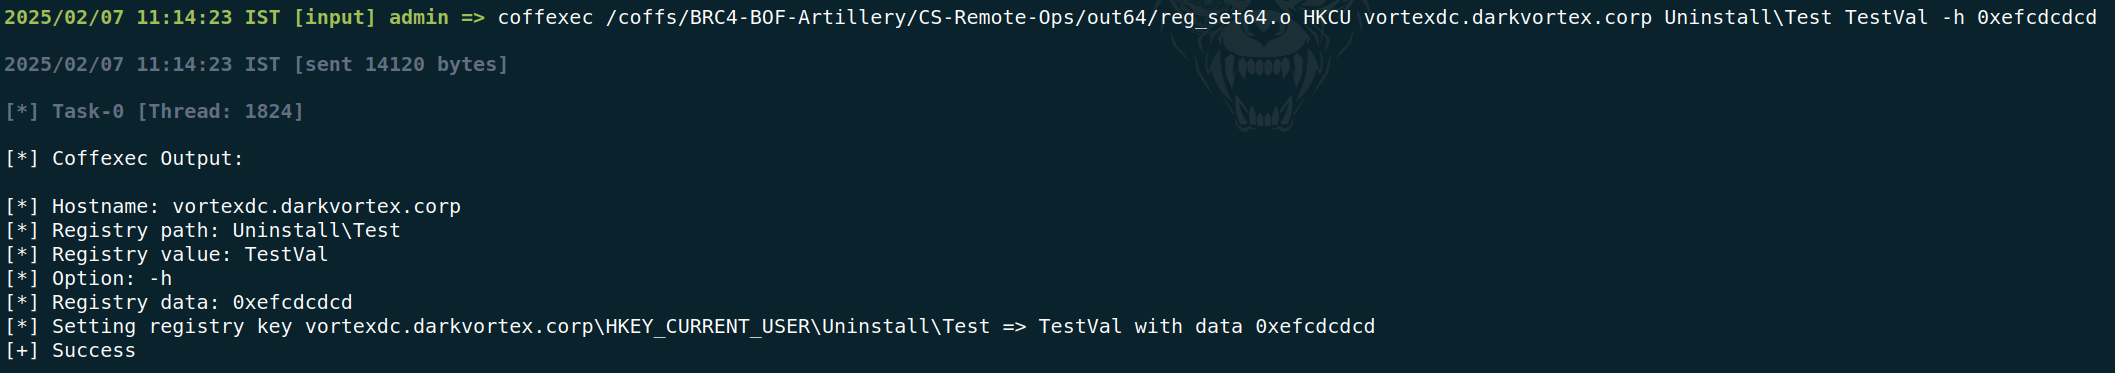 2025/02/07 11:14:23 IST [input] admin => coffexec /coffs/BRC4-BOF-Artillery/CS-Remote-Ops/out64/reg_set64.o HKCU vortexdc.darkvortex.corp Uninstall\Test TestVal -h 0xefcdcdcd
2025/02/07 11:14:23 IST [sent 14120 bytes]
[*] Task-0 [Thread: 1824]
[*] Coffexec Output:
[*] Hostname: vortexdc.darkvortex.corp
[*] Registry path: Uninstall\Test
[*] Registry value: TestVal
[*] Option: -h
[*] Registry data: 0xefcdcdcd
[*] Setting registry key vortexdc.darkvortex.corp\HKEY_CURRENT_USER\Uninstall\Test => TestVal with data 0xefcdcdcd
[+] Success